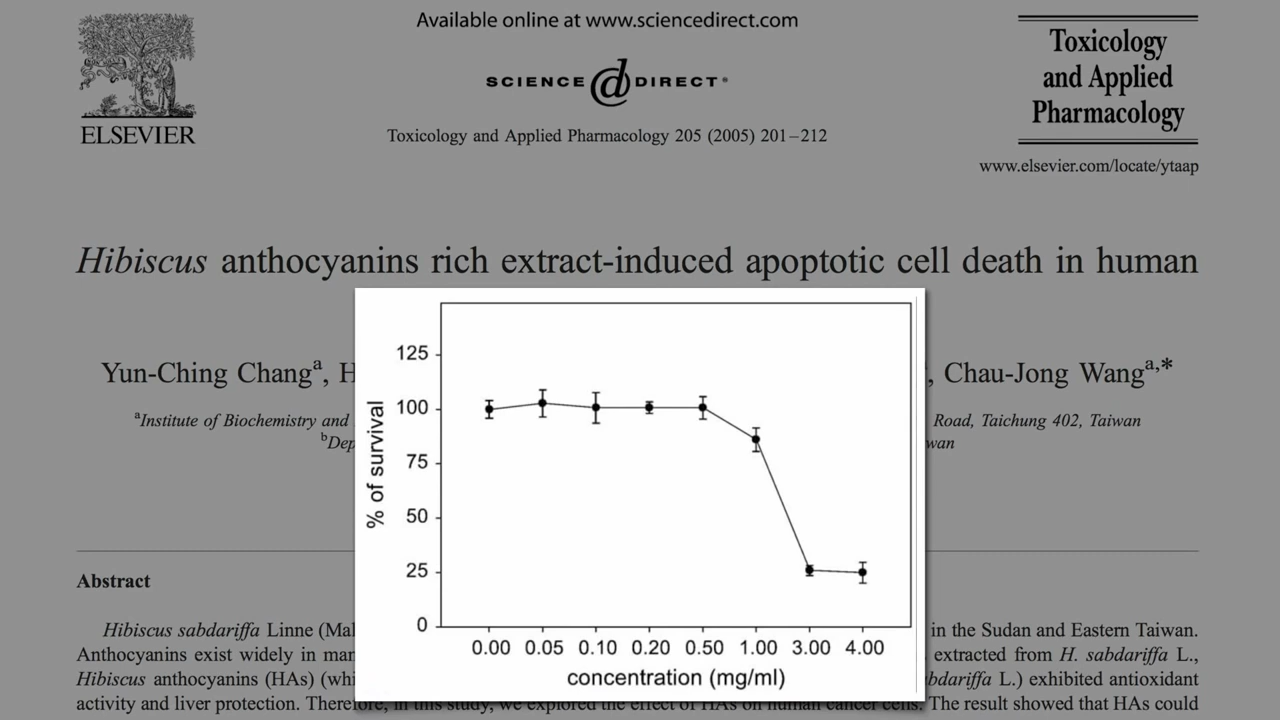 Available online at www.sciencedirect.com
ELSEVIER
SCIENCE DIRECT®
Toxicology and Applied Pharmacology 205 (2005) 201–212
Toxicology
and Applied
Pharmacology
www.elsevier.com/locate/ytaap
Hibiscus anthocyanins rich extract-induced apoptotic cell death in human
Yun-Ching Chang a, H
, Chau-Jong Wang a,*
a Institute of Biochemistry and
Road, Taichung 402, Taiwan
b Dep
wan
% of survival
125
100
75
50
25
0
0.00 0.05 0.10 0.20 0.50 1.00 3.00 4.00
concentration (mg/ml)
Abstract
Hibiscus sabdariffa Linne (Mal
in the Sudan and Eastern Taiwan.
Anthocyanins exist widely in man
extracted from H. sabdariffa L.,
Hibiscus anthocyanins (HAs) (whi
bdariffa L.) exhibited antioxidant
activity and liver protection. Therefore, in this study, we explored the effect of HAs on human cancer cells. The result showed that HAs could